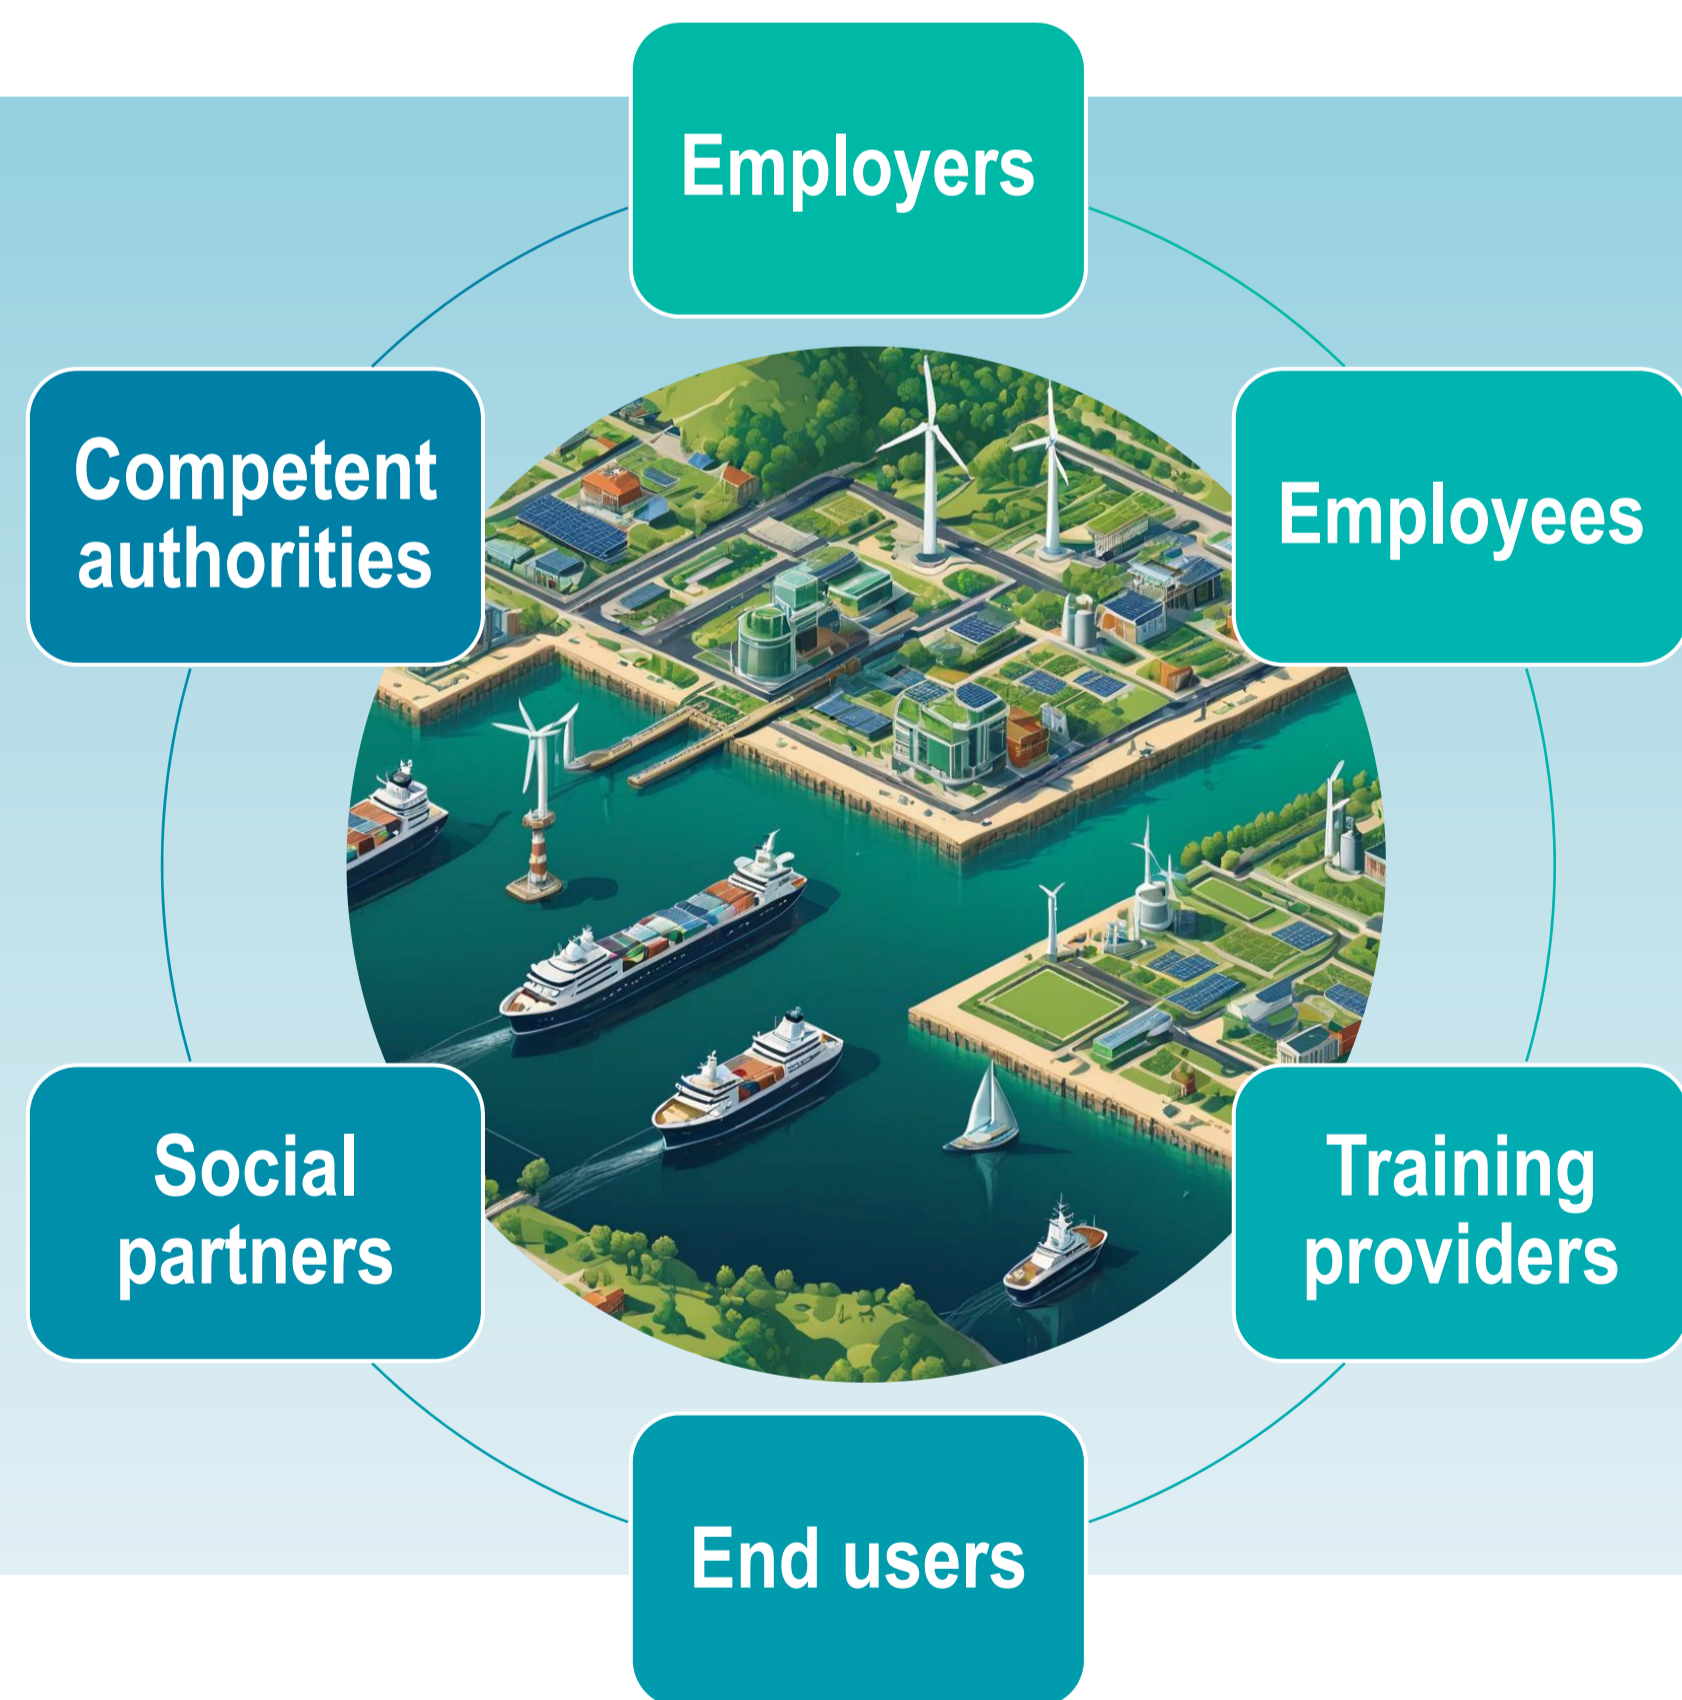 Employers
Employees
Training
providers
End users
Social
partners
Competent
authorities